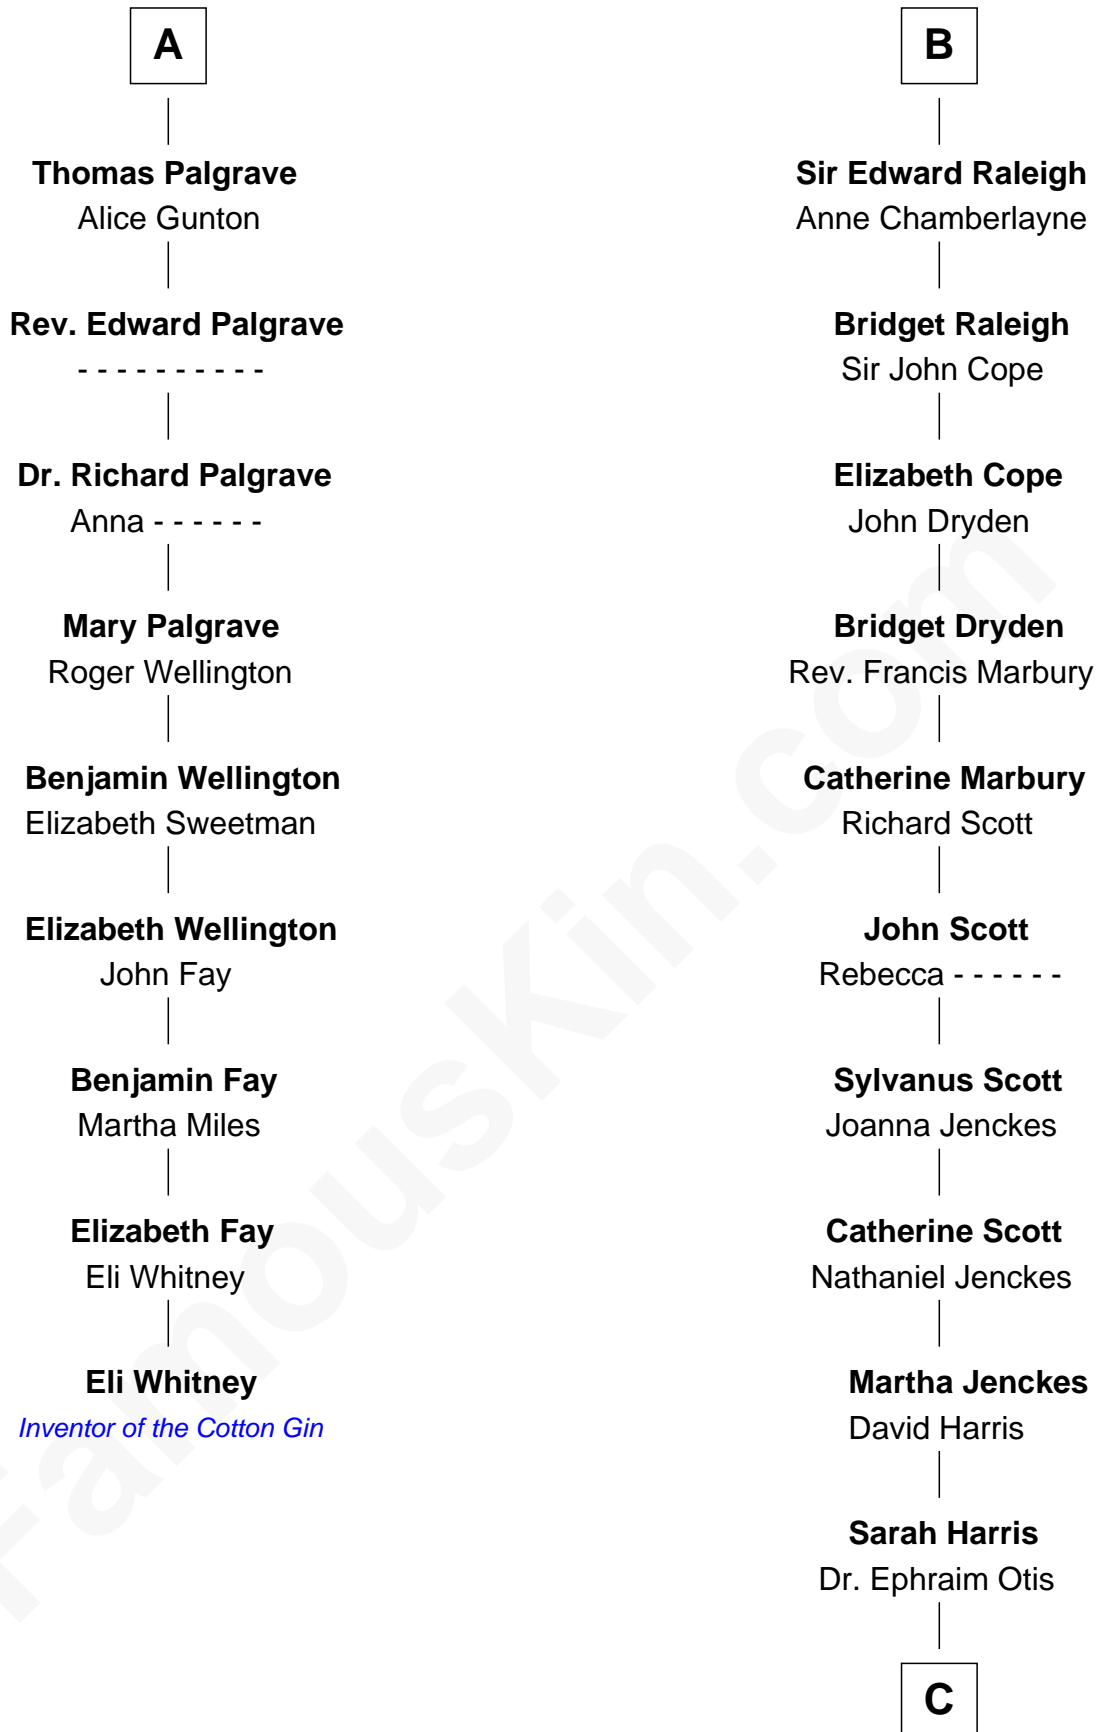 A
Thomas Palgrave
Alice Gunton
Rev. Edward Palgrave
- - - - - - - - - -
Dr. Richard Palgrave
Anna - - - - - -
Mary Palgrave
Roger Wellington
Benjamin Wellington
Elizabeth Sweetman
Elizabeth Wellington
John Fay
Benjamin Fay
Martha Miles
Elizabeth Fay
Eli Whitney
Eli Whitney
Inventor of the Cotton Gin
B
Sir Edward Raleigh
Anne Chamberlayne
Bridget Raleigh
Sir John Cope
Elizabeth Cope
John Dryden
Bridget Dryden
Rev. Francis Marbury
Catherine Marbury
Richard Scott
John Scott
Rebecca - - - - - -
Sylvanus Scott
Joanna Jenckes
Catherine Scott
Nathaniel Jenckes
Martha Jenckes
David Harris
Sarah Harris
Dr. Ephraim Otis
C
FamousKin.com